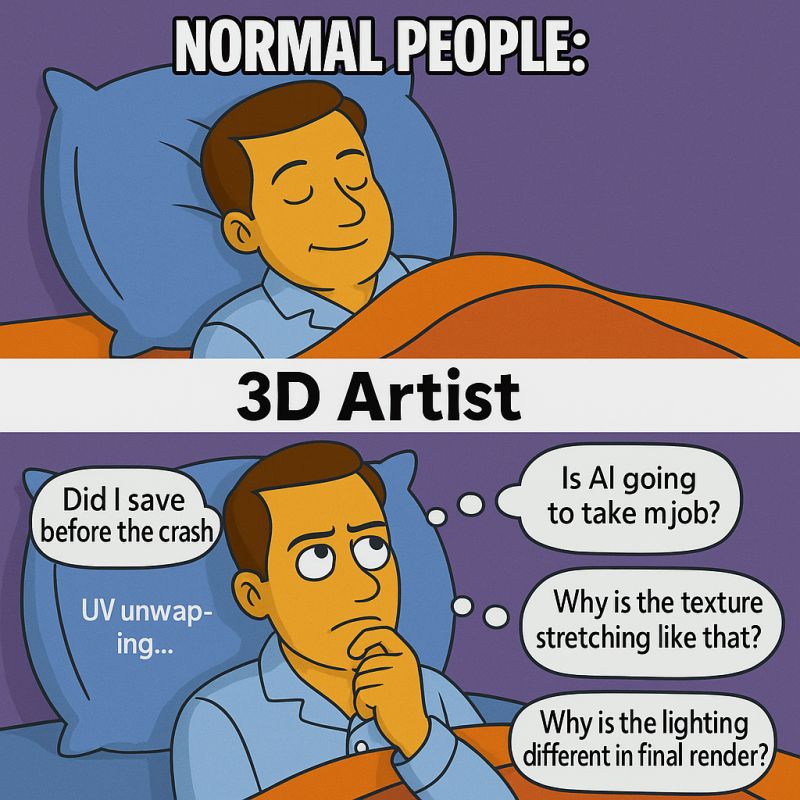 NORMAL PEOPLE:
3D Artist
Did I save
before the crash
UV unwap-
ing...
Is AI going
to take mjob?
Why is the texture
stretching like that?
Why is the lighting
different in final render?